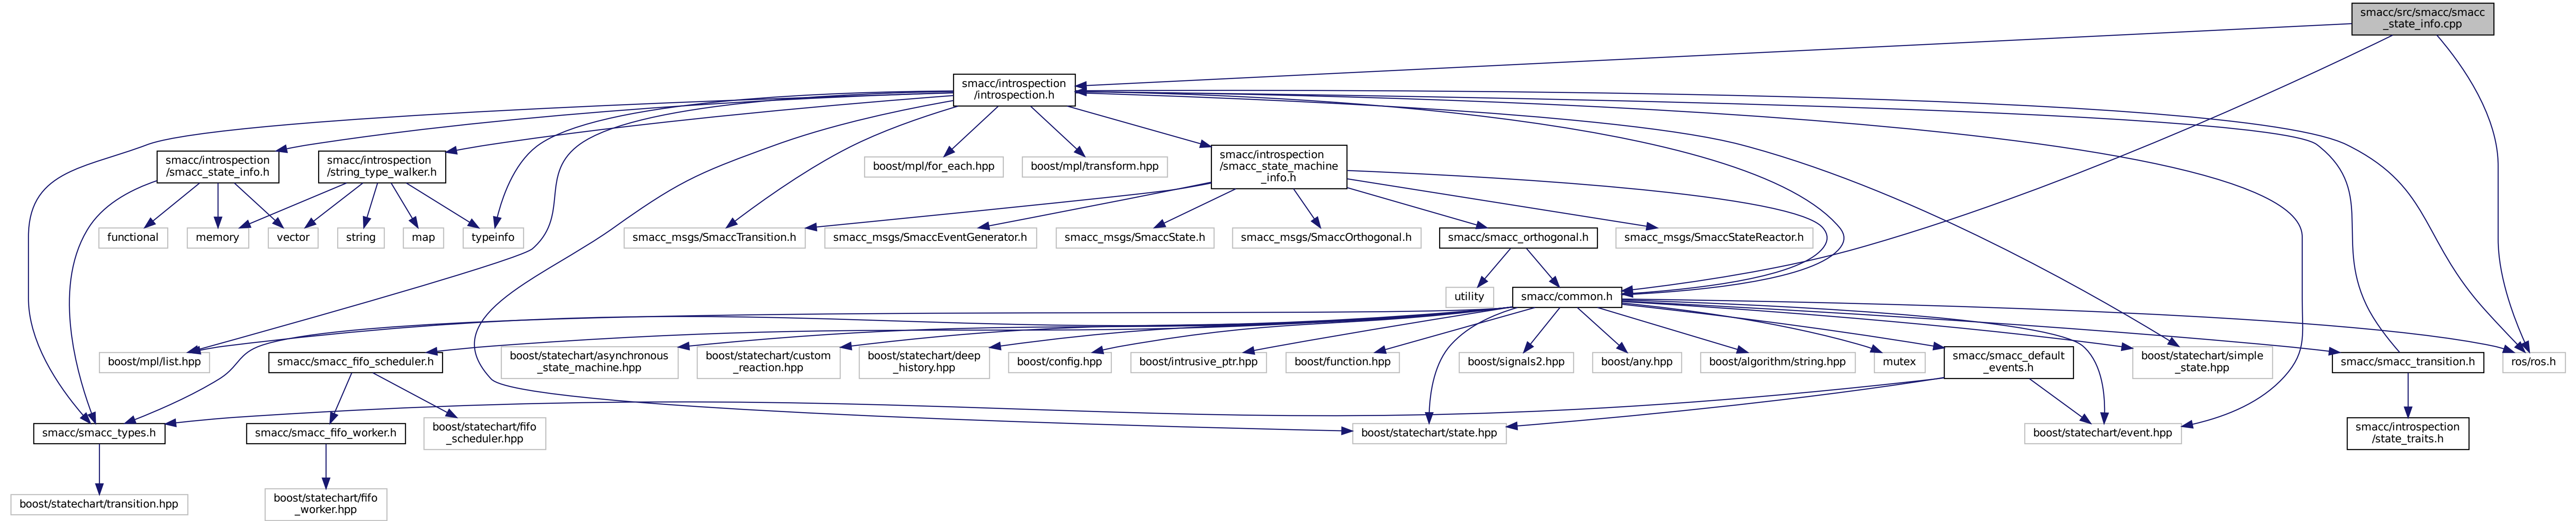 smacc/src/smacc/smacc
_state_info.cpp
smacc/introspection
/introspection.h
smacc/introspection
/smacc_state_info.h
smacc/introspection
/string_type_walker.h
boost/mpl/for_each.hpp
boost/mpl/transform.hpp
smacc/introspection
/smacc_state_machine
_info.h
functional
memory
vector
string
map
typeinfo
smacc_msgs/SmaccTransition.h
smacc_msgs/SmaccEventGenerator.h
smacc_msgs/SmaccState.h
smacc_msgs/SmaccOrthogonal.h
smacc/smacc_orthogonal.h
smacc_msgs/SmaccStateReactor.h
utility
smacc/common.h
boost/mpl/list.hpp
smacc/smacc_fifo_scheduler.h
boost/statechart/asynchronous
_state_machine.hpp
boost/statechart/custom
_reaction.hpp
boost/statechart/deep
_history.hpp
boost/config.hpp
boost/intrusive_ptr.hpp
boost/function.hpp
boost/signals2.hpp
boost/any.hpp
boost/algorithm/string.hpp
mutex
smacc/smacc_default
_events.h
boost/statechart/simple
_state.hpp
smacc/smacc_transition.h
ros/ros.h
smacc/smacc_types.h
smacc/smacc_fifo_worker.h
boost/statechart/fifo
_scheduler.hpp
boost/statechart/state.hpp
boost/statechart/event.hpp
smacc/introspection
/state_traits.h
boost/statechart/transition.hpp
boost/statechart/fifo
_worker.hpp